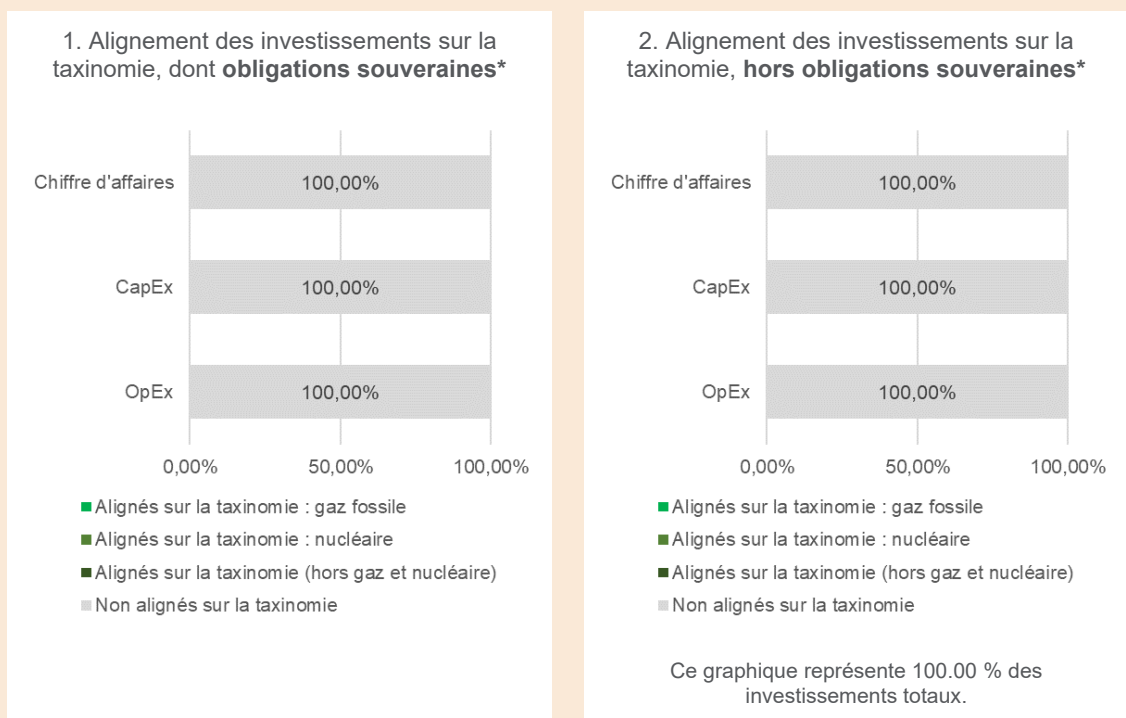 1. Alignement des investissements sur la
taxinomie, dont obligations souveraines*
Chiffre d'affaires
100,00%
CapEx
100,00%
OpEx
100,00%
0,00%
50,00%
100,00%
Alignés sur la taxinomie : gaz fossile
Alignés sur la taxinomie : nucléaire
Alignés sur la taxinomie (hors gaz et nucléaire)
Non alignés sur la taxinomie
2. Alignement des investissements sur la
taxinomie, hors obligations souveraines*
Chiffre d'affaires
100,00%
CapEx
100,00%
OpEx
100,00%
0,00%
50,00%
100,00%
Alignés sur la taxinomie : gaz fossile
Alignés sur la taxinomie : nucléaire
Alignés sur la taxinomie (hors gaz et nucléaire)
Non alignés sur la taxinomie
Ce graphique représente 100.00 % des
investissements totaux.